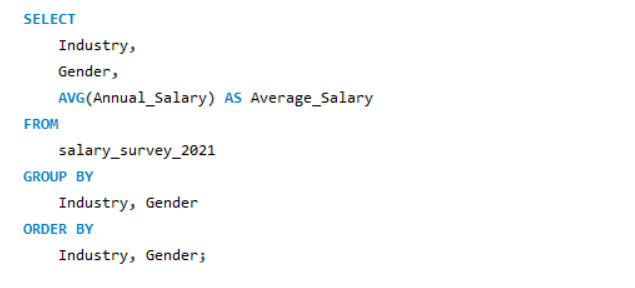 SELECT
    Industry,
    Gender,
    AVG(Annual_Salary) AS Average_Salary
FROM
    salary_survey_2021
GROUP BY
    Industry, Gender
ORDER BY
    Industry, Gender;